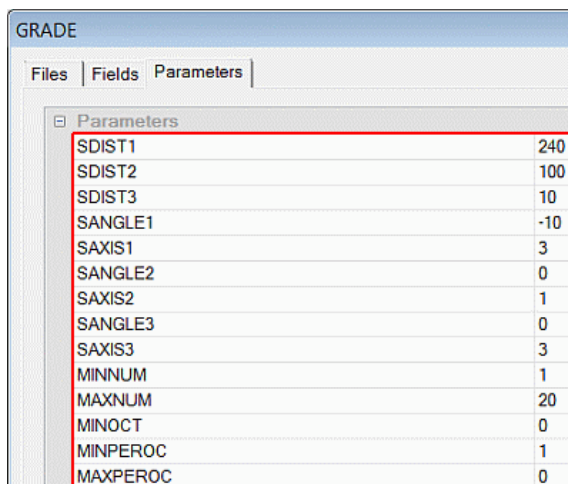 GRADE
Files Fields Parameters
Parameters
SDIST1 240
SDIST2 100
SDIST3 10
SANGLE1 -10
SAXIS1 3
SANGLE2 0
SAXIS2 1
SANGLE3 0
SAXIS3 3
MINNUM 1
MAXNUM 20
MINOCT 0
MINPEROC 1
MAXPEROC 0